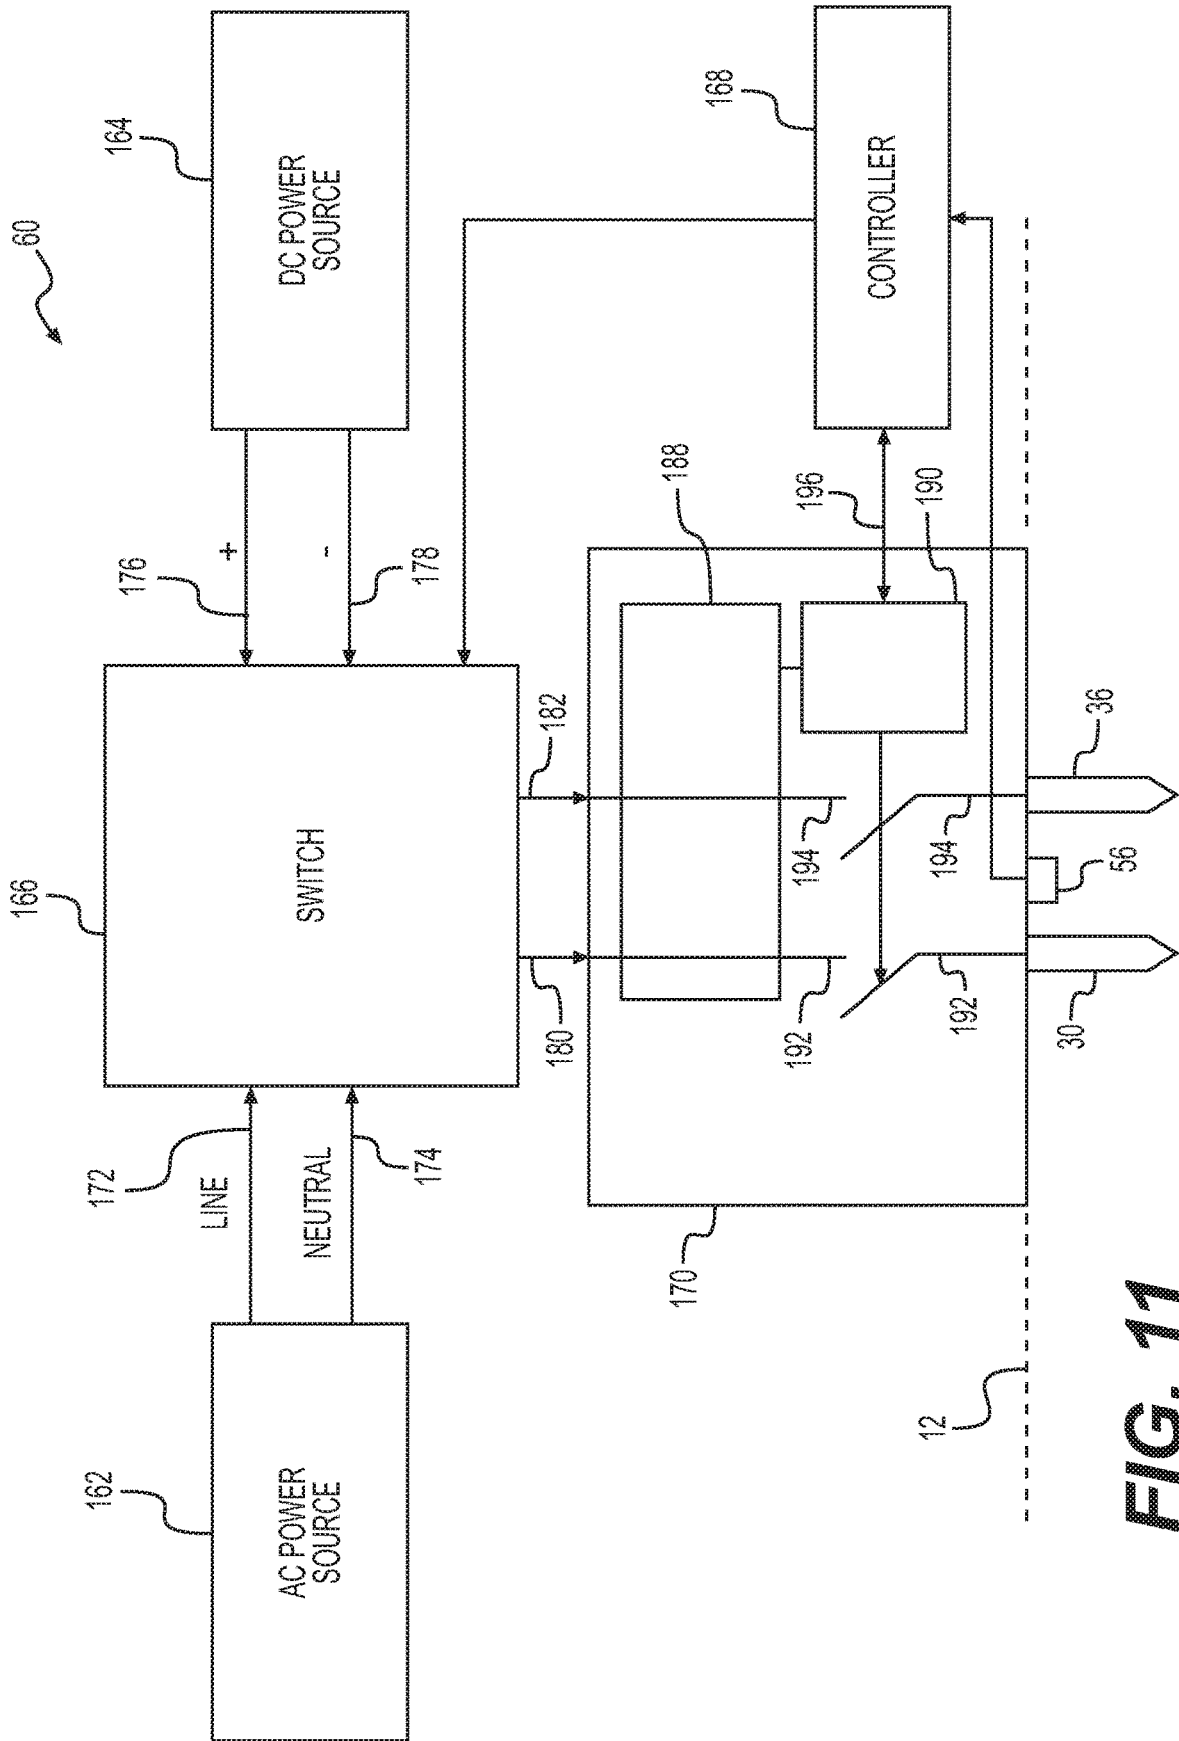 166
60
162
164
176
172
LINE
+
AC POWER
SOURCE
DC POWER
SOURCE
SWITCH
NEUTRAL
-
174
178
180
182
170
188
168
192
194
196
CONTROLLER
12
190
192
194
30
56
36
FIG. 11